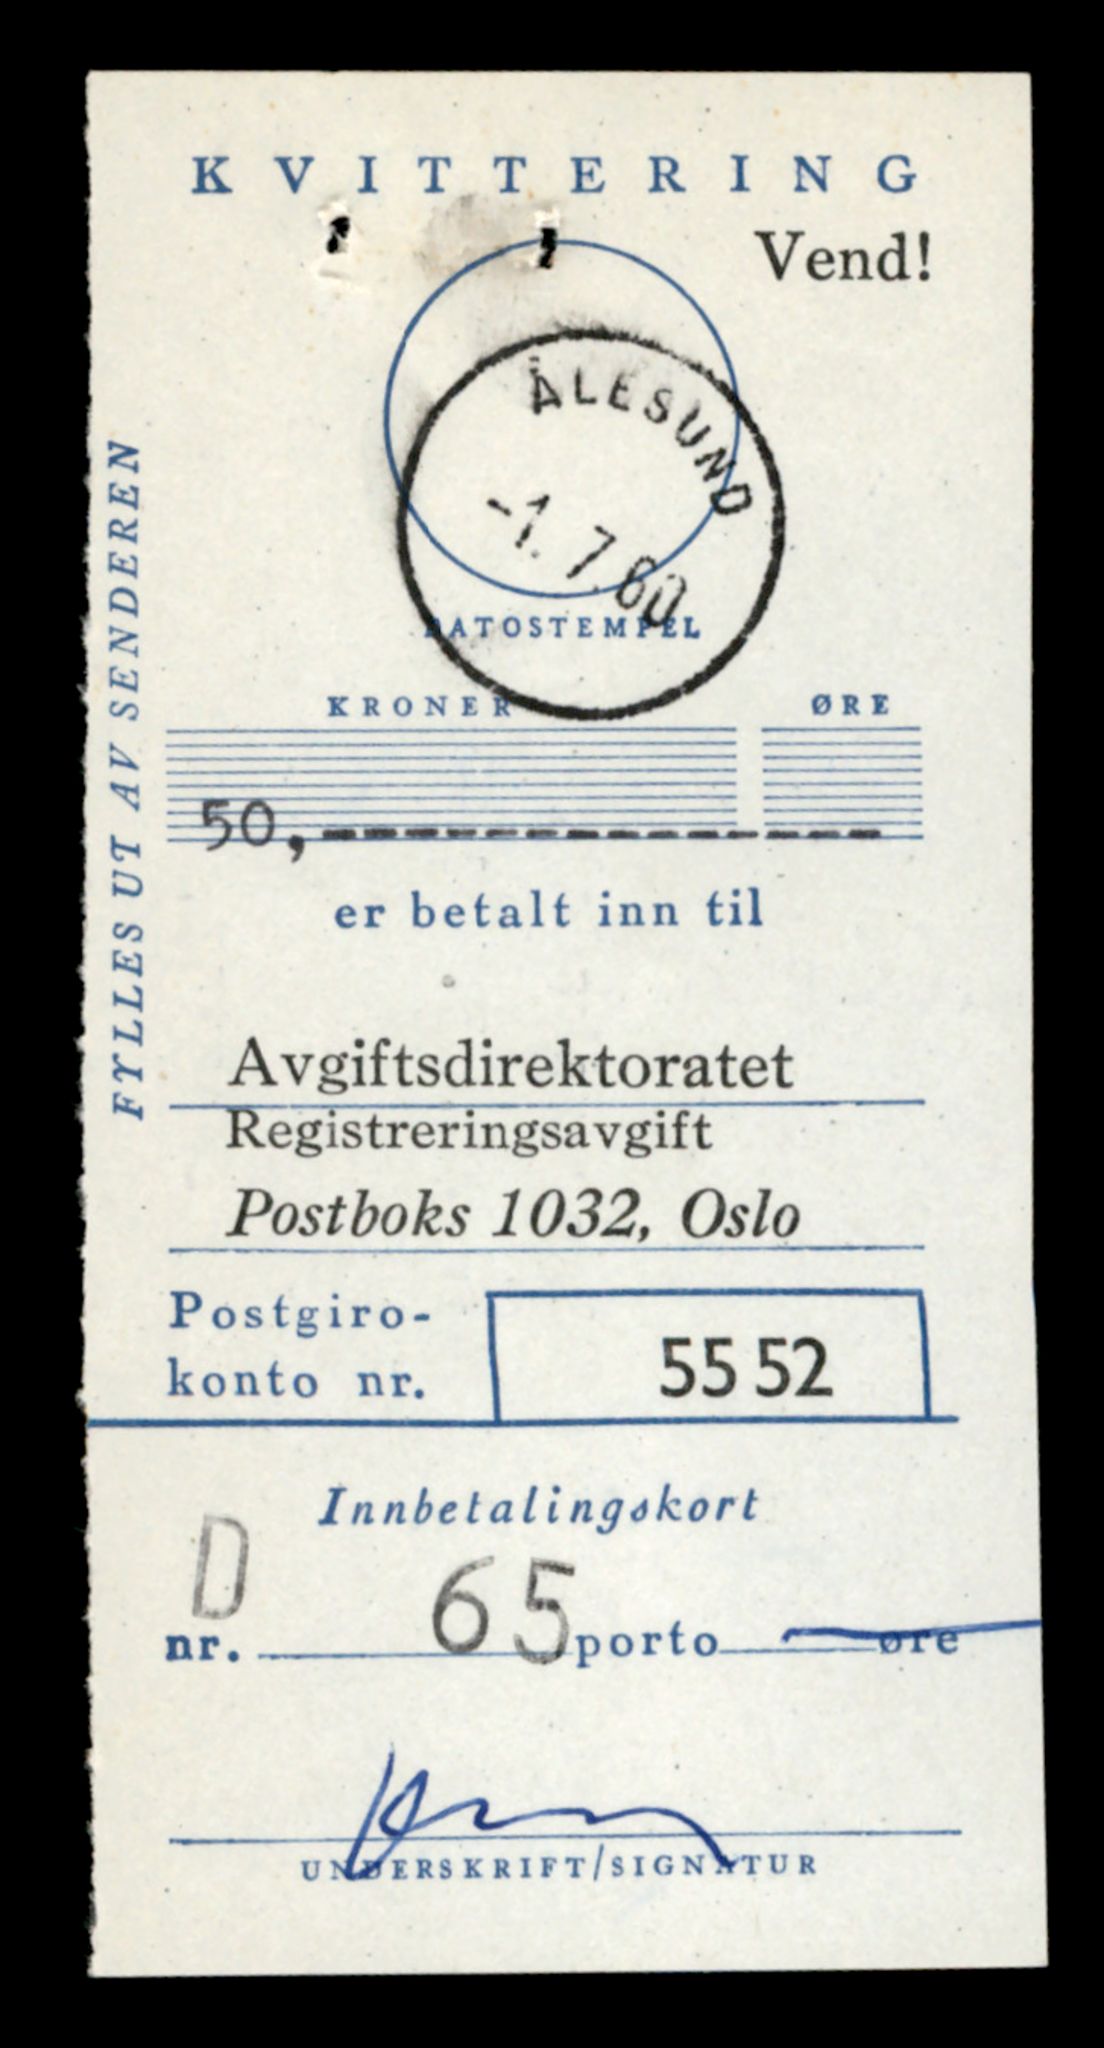 KVITTERING
Vend!
ÅLESUND
-1.7.60
DATOSTEMPEL
KRONER ØRE
50,--------------
er betalt inn til
Avgiftsdirektoratet
Registreringsavgift
Postboks 1032, Oslo
Postgiro-
konto nr. 55 52
Innbetalingskort
D
nr. 65 porto øre
UNDERSKRIFT/SIGNATUR
FYLLES UT AV SENDEREN